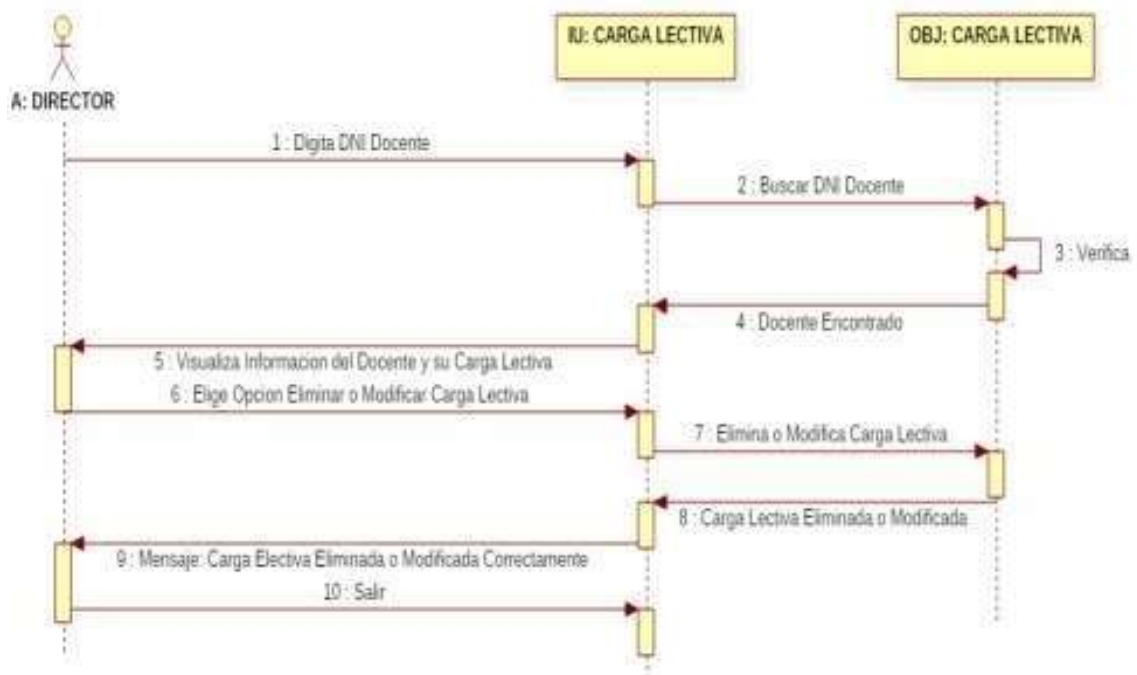 IU: CARGA LECTIVA
OBJ: CARGA LECTIVA
A: DIRECTOR
1 : Digita DNI Docente
2 : Buscar DNI Docente
3 : Verifica
4 : Docente Encontrado
5 : Visualiza Informacion del Docente y su Carga Lectiva
6 : Elige Opcion Eliminar o Modificar Carga Lectiva
7 : Elimina o Modifica Carga Lectiva
8 : Carga Lectiva Eliminada o Modificada
9 : Mensaje: Carga Electiva Eliminada o Modificada Correctamente
10 : Salir